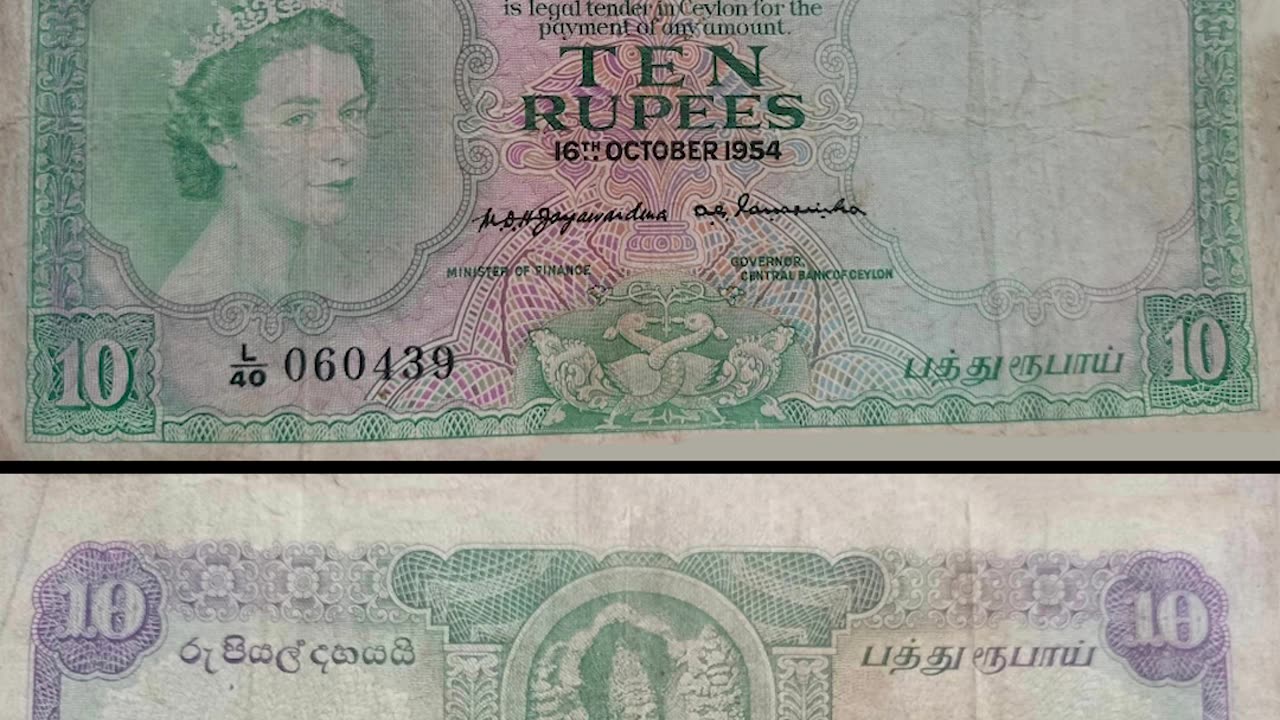 is legal tender in Ceylon for the
payment of any amount.
TEN
RUPEES
16TH OCTOBER 1954
MINISTER OF FINANCE
GOVERNOR,
CENTRAL BANK OF CEYLON
10
L/40 060439
பத்து ரூபாய்
10
10
රුපියල් දහයයි
பத்து ரூபாய்
10